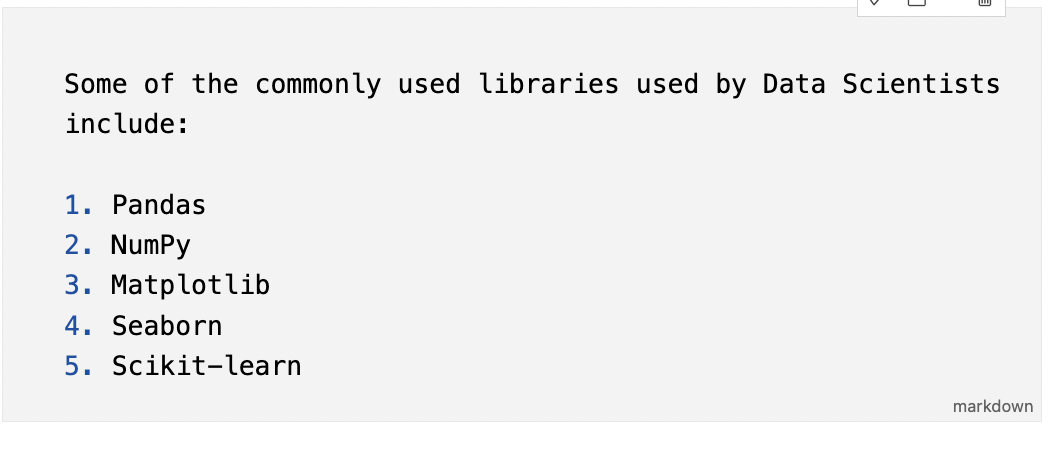 Some of the commonly used libraries used by Data Scientists
include:
1. Pandas
2. NumPy
3. Matplotlib
4. Seaborn
5. Scikit-learn
markdown